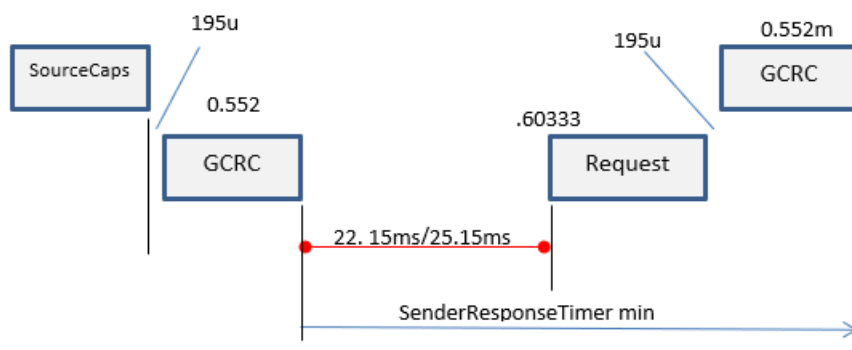 195u
0.552m
195u
SourceCaps
GCRC
0.552
.60333
GCRC
Request
22. 15ms/25.15ms
SenderResponseTimer min